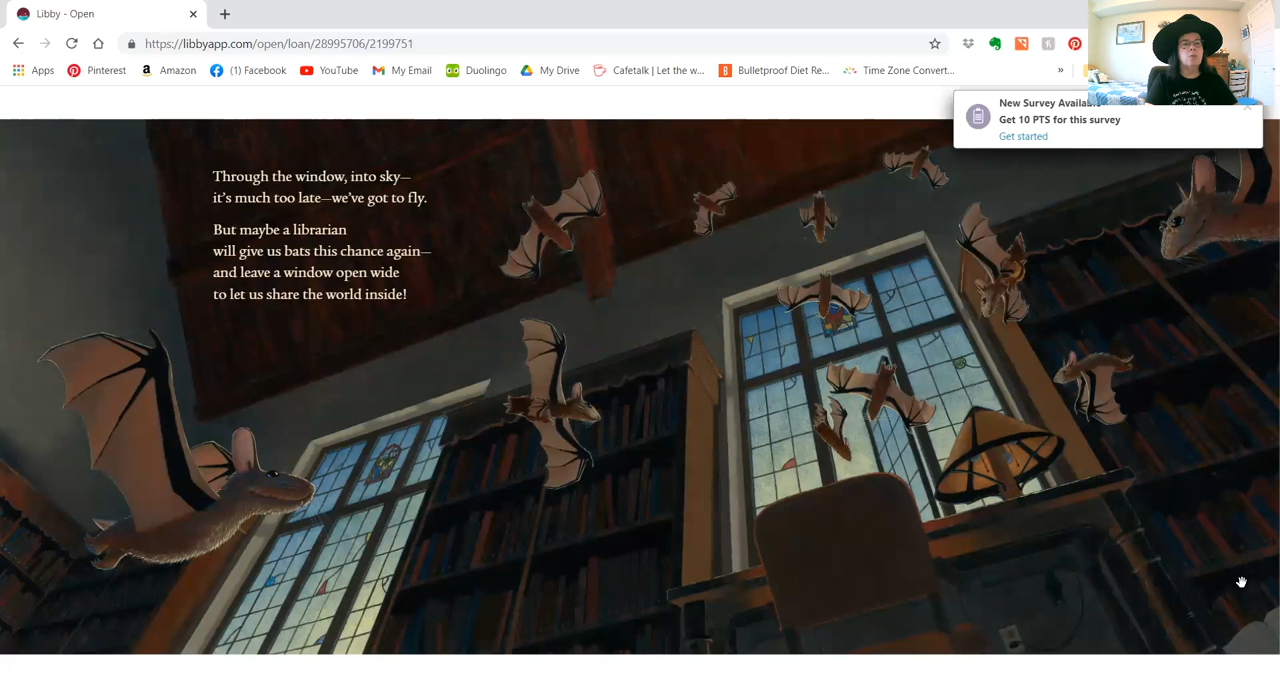 Libby - Open
https://libbyapp.com/open/loan/28995706/2199751
Apps Pinterest Amazon (1) Facebook YouTube My Email Duolingo My Drive Cafetalk | Let the w... Bulletproof Diet Re... Time Zone Convert... »
New Survey Available
Get 10 PTS for this survey
Get started
Through the window, into sky—
it's much too late—we've got to fly.
But maybe a librarian
will give us bats this chance again—
and leave a window open wide
to let us share the world inside!